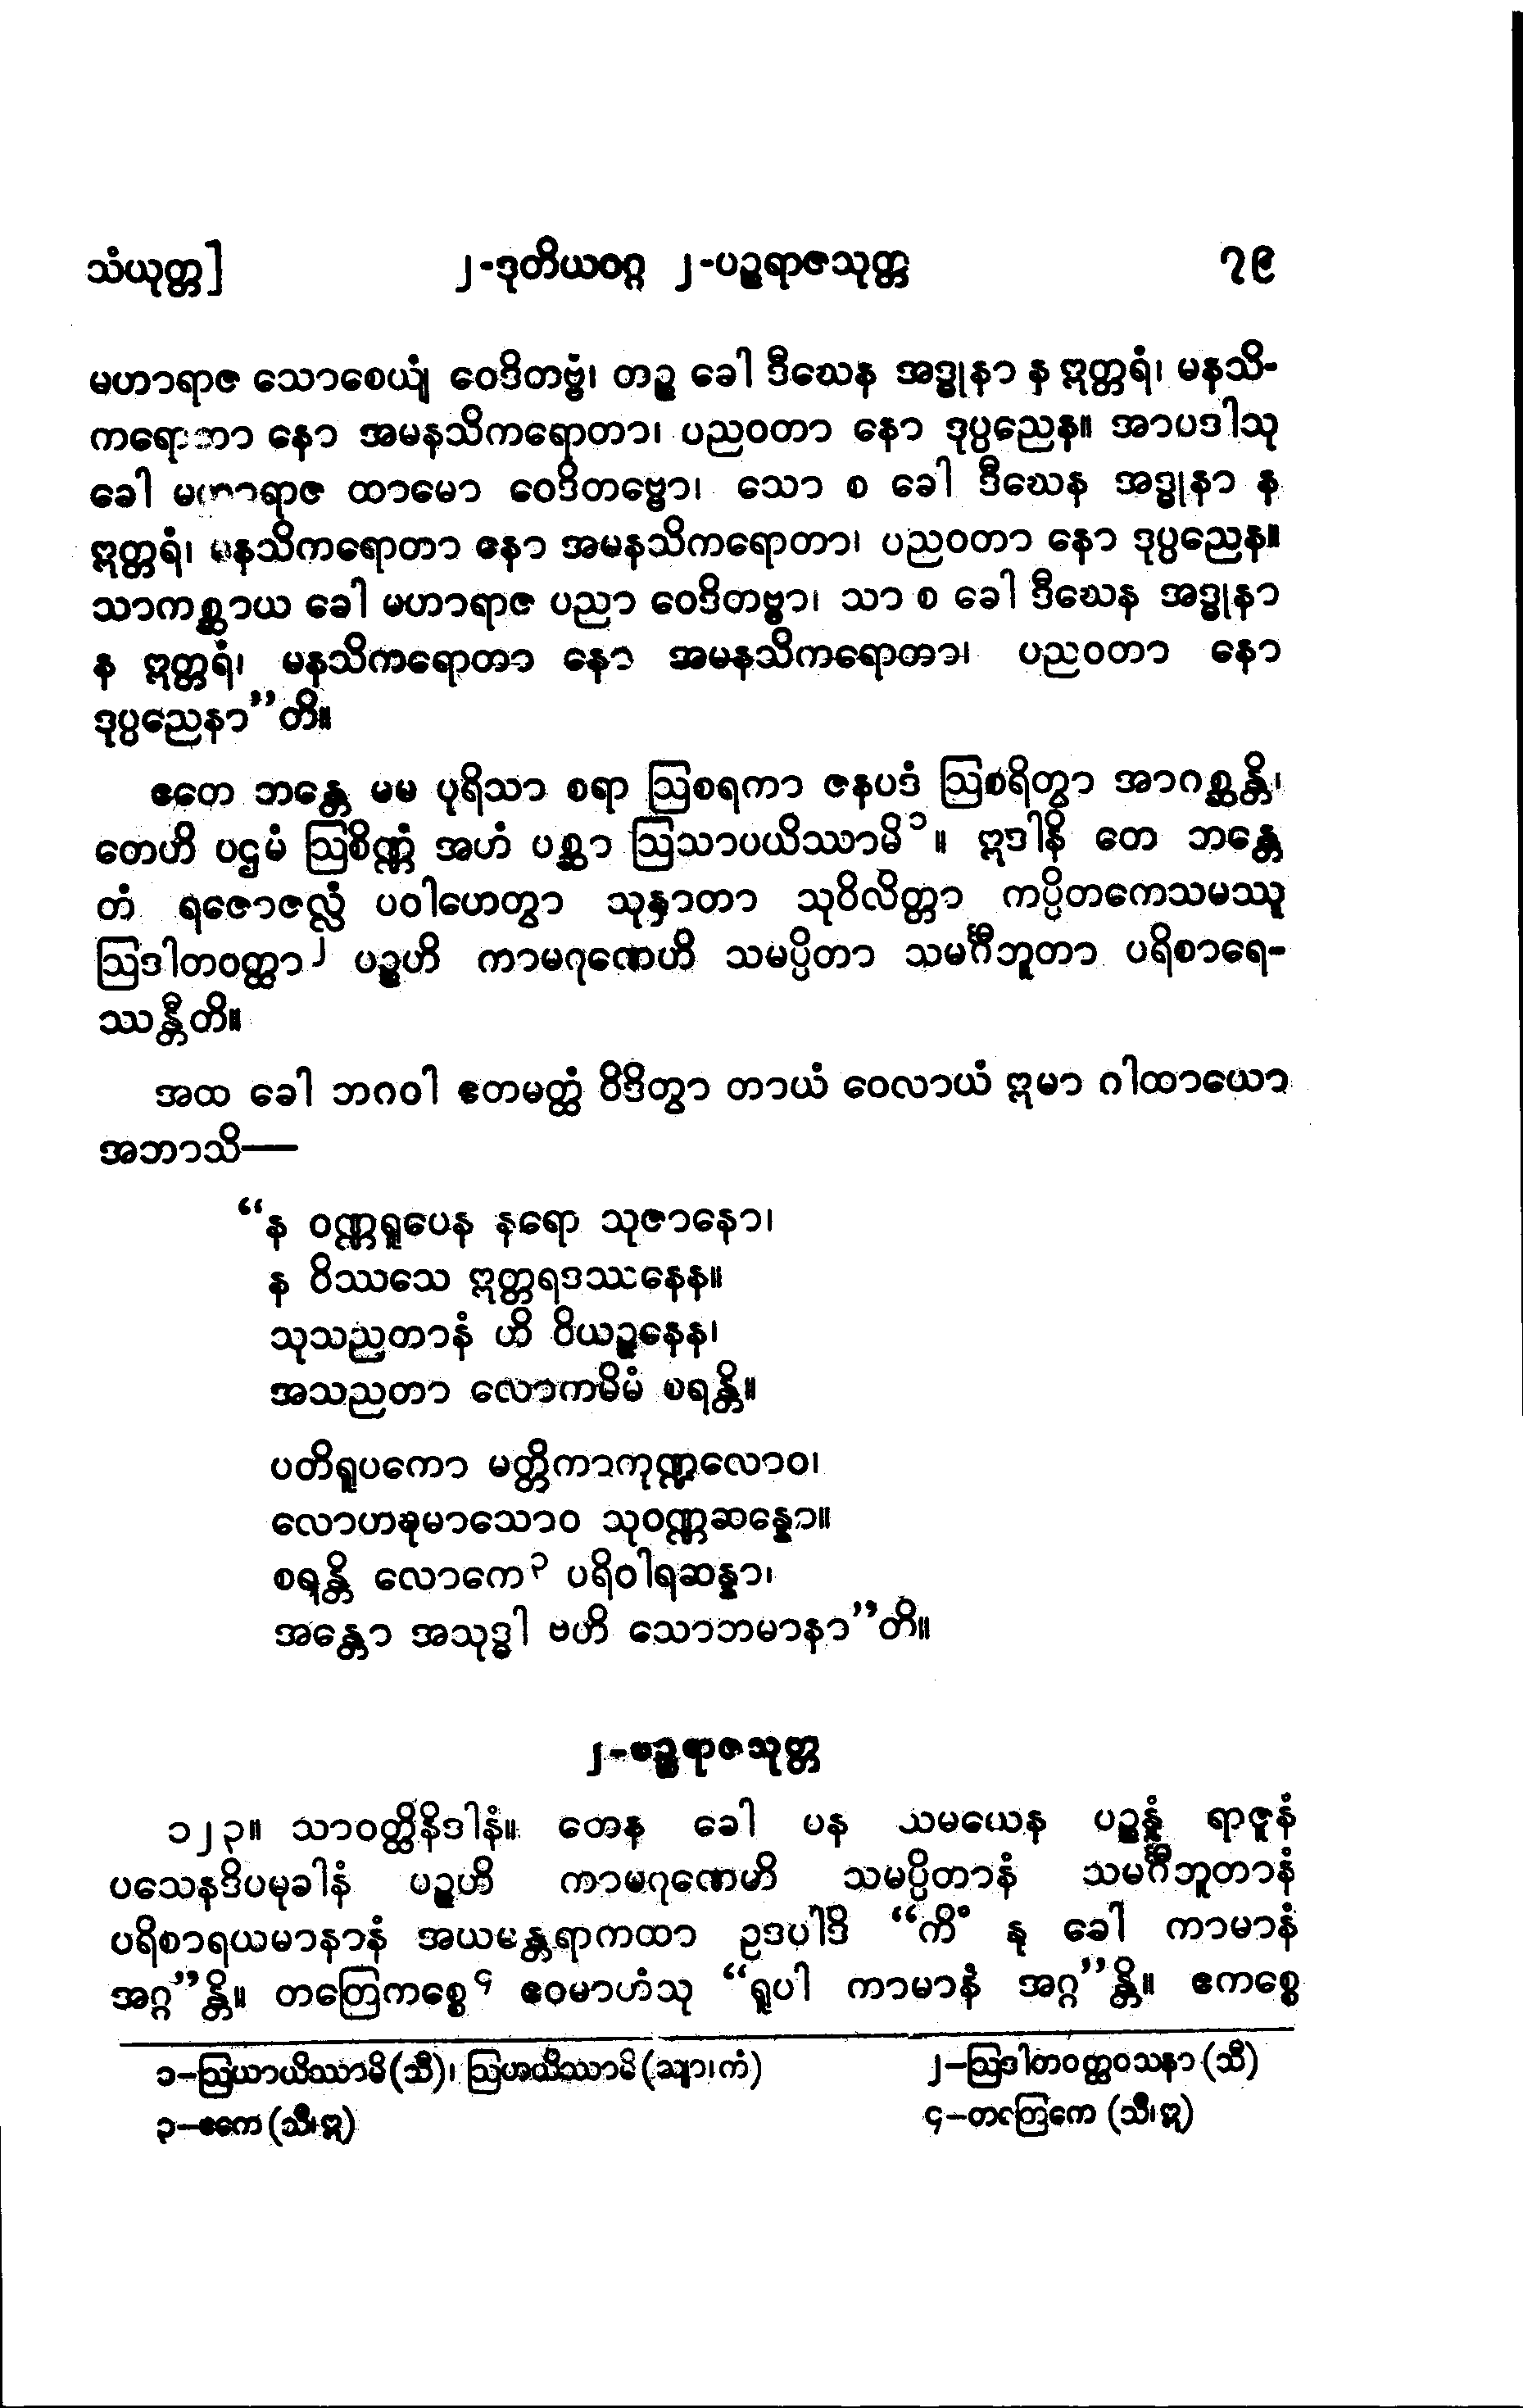 သံယုတ္တ] ၂-ဒုတိယဝဂ္ဂ ၂-ပဉ္စရာဇသုတ္တ ၇၉
မဟာရာဇ သောစေယျံ ဝေဒိတဗ္ဗံ၊ တဉ္စ ခေါ ဒီဃေန အဒ္ဓုနာ န ဣတ္တရံ၊ မနသိ-
ကရောတာ နော အမနသိကရောတာ၊ ပညဝတာ နော ဒုပ္ပညေန။ အာပဒါသု
ခေါ မဟာရာဇ ထာမော ဝေဒိတဗ္ဗော၊ သော စ ခေါ ဒီဃေန အဒ္ဓုနာ န
ဣတ္တရံ၊ မနသိကရောတာ နော အမနသိကရောတာ၊ ပညဝတာ နော ဒုပ္ပညေန။
သာကစ္ဆာယ ခေါ မဟာရာဇ ပညာ ဝေဒိတဗ္ဗာ၊ သာ စ ခေါ ဒီဃေန အဒ္ဓုနာ
န ဣတ္တရံ၊ မနသိကရောတာ နော အမနသိကရောတာ၊ ပညဝတာ နော
ဒုပ္ပညေနာ”တိ။
ဧတေ ဘန္တေ မမ ပုရိသာ စရာ ဩစရကာ ဇနပဒံ ဩစရိတွာ အာဂစ္ဆန္တိ၊
တေဟိ ပဌမံ ဩစိဏ္ဏံ အဟံ ပစ္ဆာ ဩသာပယိဿာမိ၁။ ဣဒါနိ တေ ဘန္တေ
တံ ရဇောဇလ္လံ ပဝါဟေတွာ သုနှာတာ သုဝိလိတ္တာ ကပ္ပိတကေသမဿူ
ဩဒါတဝတ္ထာ၂ ပဉ္စဟိ ကာမဂုဏေဟိ သမပ္ပိတာ သမင်္ဂီဘူတာ ပရိစာရေ-
ဿန္တီတိ။
အထ ခေါ ဘဂဝါ ဧတမတ္ထံ ဝိဒိတွာ တာယံ ဝေလာယံ ဣမာ ဂါထာယော
အဘာသိ—
“န ဝဏ္ဏရူပေန နရော သုဇာနော၊
န ဝိဿသေ ဣတ္တရဒဿနေန။
သုသညတာနံ ဟိ ဝိယဉ္ဇနေန၊
အသညတာ လောကမိမံ စရန္တိ။
ပတိရူပကော မတ္တိကာကုဏ္ဍလောဝ၊
လောဟဍ္ဎမာသောဝ သုဝဏ္ဏဆန္နော။
စရန္တိ လောကေ၃ ပရိဝါရဆန္နာ၊
အန္တော အသုဒ္ဓါ ဗဟိ သောဘမာနာ”တိ။
၂-ပဉ္စရာဇသုတ္တ
၁၂၃။ သာဝတ္ထိနိဒါနံ။ တေန ခေါ ပန သမယေန ပဉ္စန္နံ ရာဇူနံ
ပသေနဒိပမုခါနံ ပဉ္စဟိ ကာမဂုဏေဟိ သမပ္ပိတာနံ သမင်္ဂီဘူတာနံ
ပရိစာရယမာနာနံ အယမန္တရာကထာ ဥဒပါဒိ “ကိံ နု ခေါ ကာမာနံ
အဂ္ဂ”န္တိ။ တတြေကစ္စေ၄ ဧဝမာဟံသု “ရူပါ ကာမာနံ အဂ္ဂ”န္တိ။ ဧကစ္စေ
၁–ဩယာယိဿာမိ (သီ)၊ ဩဟယိဿာမိ (သျာ၊ကံ) ၂–ဩဒါတဝတ္ထဝသနာ (သီ)
၃–ဧကေ (သီ၊ဣ) ၄–တတြေကေ (သီ၊ဣ)